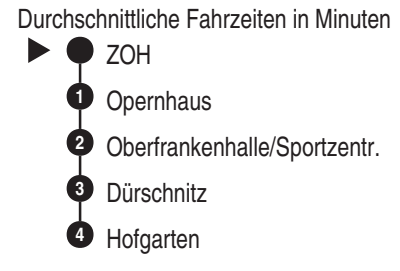 Durchschnittliche Fahrzeiten in Minuten
ZOH
1 Opernhaus
2 Oberfrankenhalle/Sportzentr.
3 Dürschnitz
4 Hofgarten